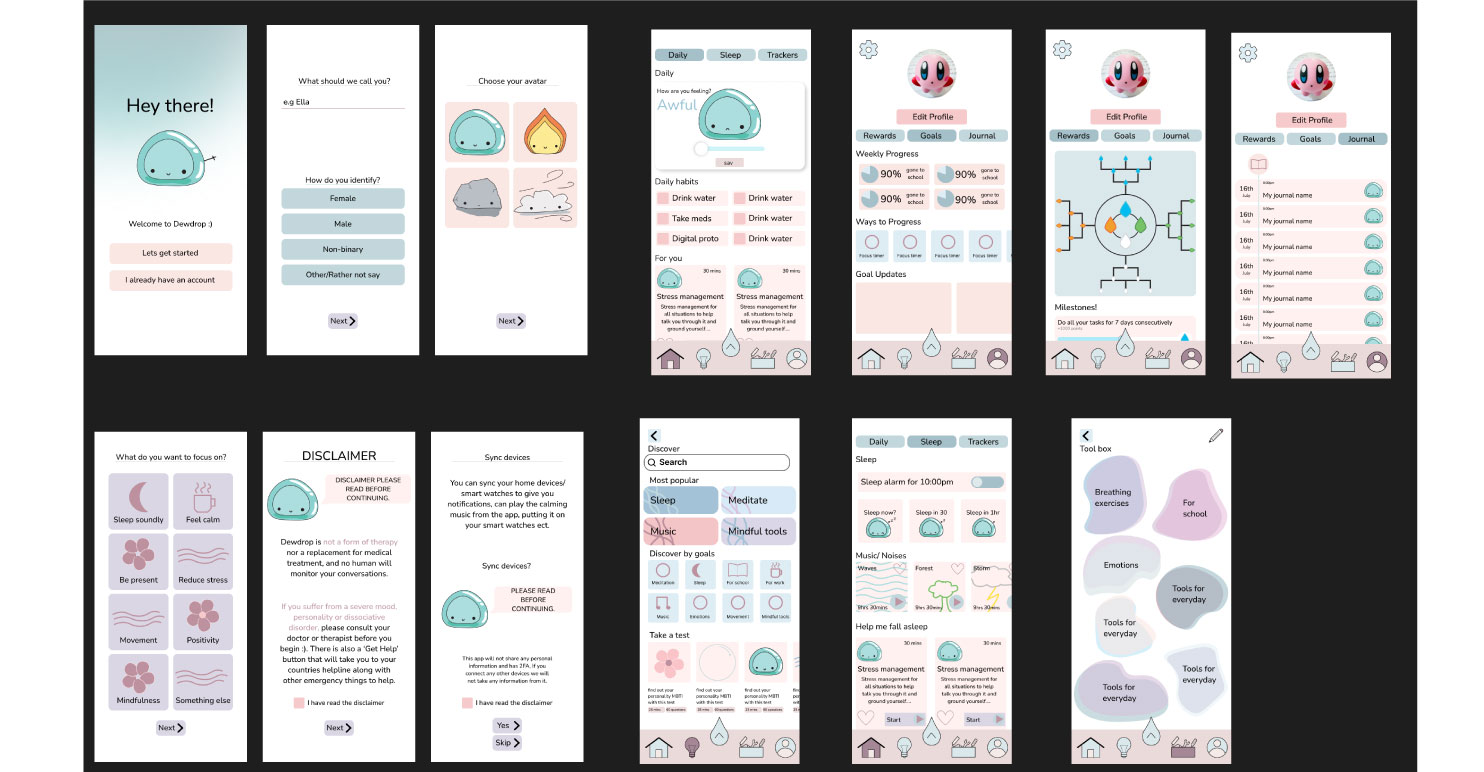 Hey there!
Welcome to Dewdrop :)
Lets get started
I already have an account
What should we call you?
e.g Ella
How do you identify?
Female
Male
Non-binary
Other/Rather not say
Next
Choose your avatar
Next
Daily
Sleep
Trackers
Daily
How are you feeling?
Awful
sav
Daily habits
Drink water
Drink water
Take meds
Drink water
Digital proto
Drink water
For you
30 mins
30 mins
Stress management
Stress management
Stress management for
all situations to help
talk you through it and
ground yourself...
Stress management for
all situations to help
talk you through it and
ground yourself...
Edit Profile
Rewards
Goals
Journal
Weekly Progress
90%
gone to
school
90%
gone to
school
90%
gone to
school
90%
gone to
school
Ways to Progress
Focus timer
Focus timer
Focus timer
Focus timer
Goal Updates
Edit Profile
Rewards
Goals
Journal
Milestones!
Do all your tasks for 7 days consecutively
+1000 points
Edit Profile
Rewards
Goals
Journal
16th
July
My journal name
16th
July
My journal name
16th
July
My journal name
16th
July
My journal name
16th
July
My journal name
16th
July
My journal name
16th
What do you want to focus on?
Sleep soundly
Feel calm
Be present
Reduce stress
Movement
Positivity
Mindfulness
Something else
Next
DISCLAIMER
DISCLAIMER PLEASE
READ BEFORE
CONTINUING.
Dewdrop is not a form of therapy
nor a replacement for medical
treatment, and no human will
monitor your conversations.
If you suffer from a severe mood,
personality or dissociative
disorder, please consult your
doctor or therapist before you
begin :). There is also a 'Get Help'
button that will take you to your
countries helpline along with
other emergency things to help.
I have read the disclaimer
Next
Sync devices
You can sync your home devices/
smart watches to give you
notifications, can play the calming
music from the app, putting it on
your smart watches ect.
Sync devices?
PLEASE READ
BEFORE
CONTINUING.
This app will not share any personal
information and has 2FA. If you
connect any other devices we will
not take any information from it.
I have read the disclaimer
Yes
Skip
Discover
Search
Most popular
Sleep
Meditate
Music
Mindful tools
Discover by goals
Meditation
Sleep
For school
For work
Music
Emotions
Movement
Mindful tools
Take a test
find out your
personality MBTI
with this test
find out your
personality MBTI
with this test
find out your
personality MBTI
with this test
Daily
Sleep
Trackers
Sleep
Sleep alarm for 10:00pm
Sleep now?
Sleep in 30
Sleep in 1hr
Music/ Noises
Waves
Forest
Storm
9hrs 30mins
9hrs 30mins
9hrs 30mins
Help me fall asleep
30 mins
30 mins
Stress management
Stress management
Stress management for
all situations to help
talk you through it and
ground yourself...
Stress management for
all situations to help
talk you through it and
ground yourself...
Start
Start
Tool box
Breathing
exercises
For
school
Emotions
Tools for
everyday
Tools for
everyday
Tools for
everyday
Tools for
everyday